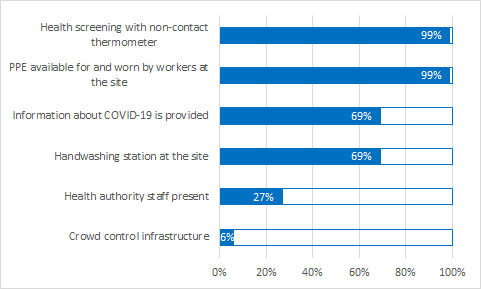 Health screening with non-contact
thermometer
99%
PPE available for and worn by workers at
the site
99%
Information about COVID-19 is provided
69%
Handwashing station at the site
69%
Health authority staff present
27%
Crowd control infrastructure
6%
0% 20% 40% 60% 80% 100%